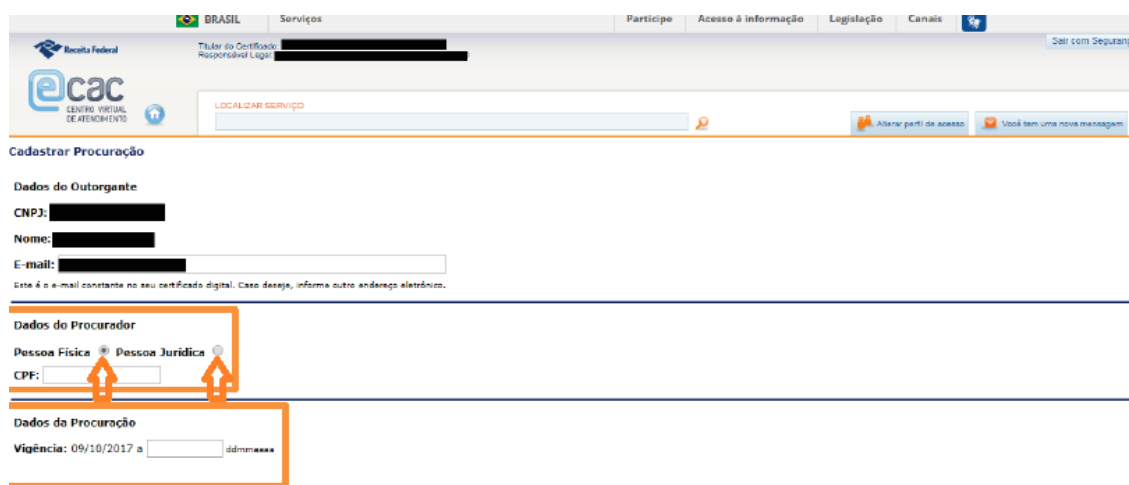 BRASIL Serviços Participe Acesso à informação Legislação Canais
Receita Federal
Titular do Certificado:
Responsável Legal:
Sair com Seguran
ecac
CENTRO VIRTUAL
DE ATENDIMENTO
LOCALIZAR SERVIÇO
Alterar perfil de acesso Você tem uma nova mensagem
Cadastrar Procuração
Dados do Outorgante
CNPJ:
Nome:
E-mail:
Este é o e-mail constante no seu certificado digital. Caso deseje, informe outro endereço eletrônico.
Dados do Procurador
Pessoa Física Pessoa Jurídica
CPF:
Dados da Procuração
Vigência: 09/10/2017 a ddmmaaaa